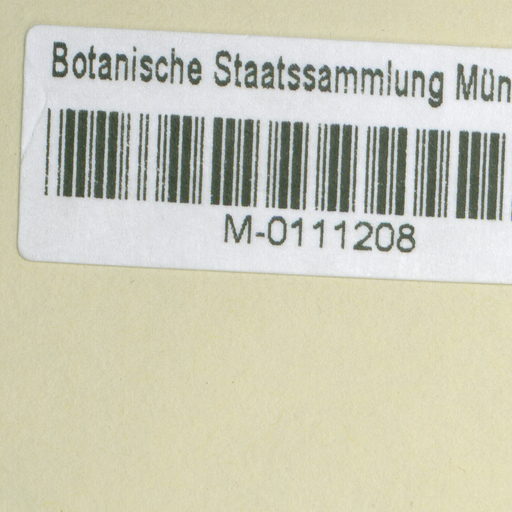 Botanische Staatssammlung Mün
M-0111208